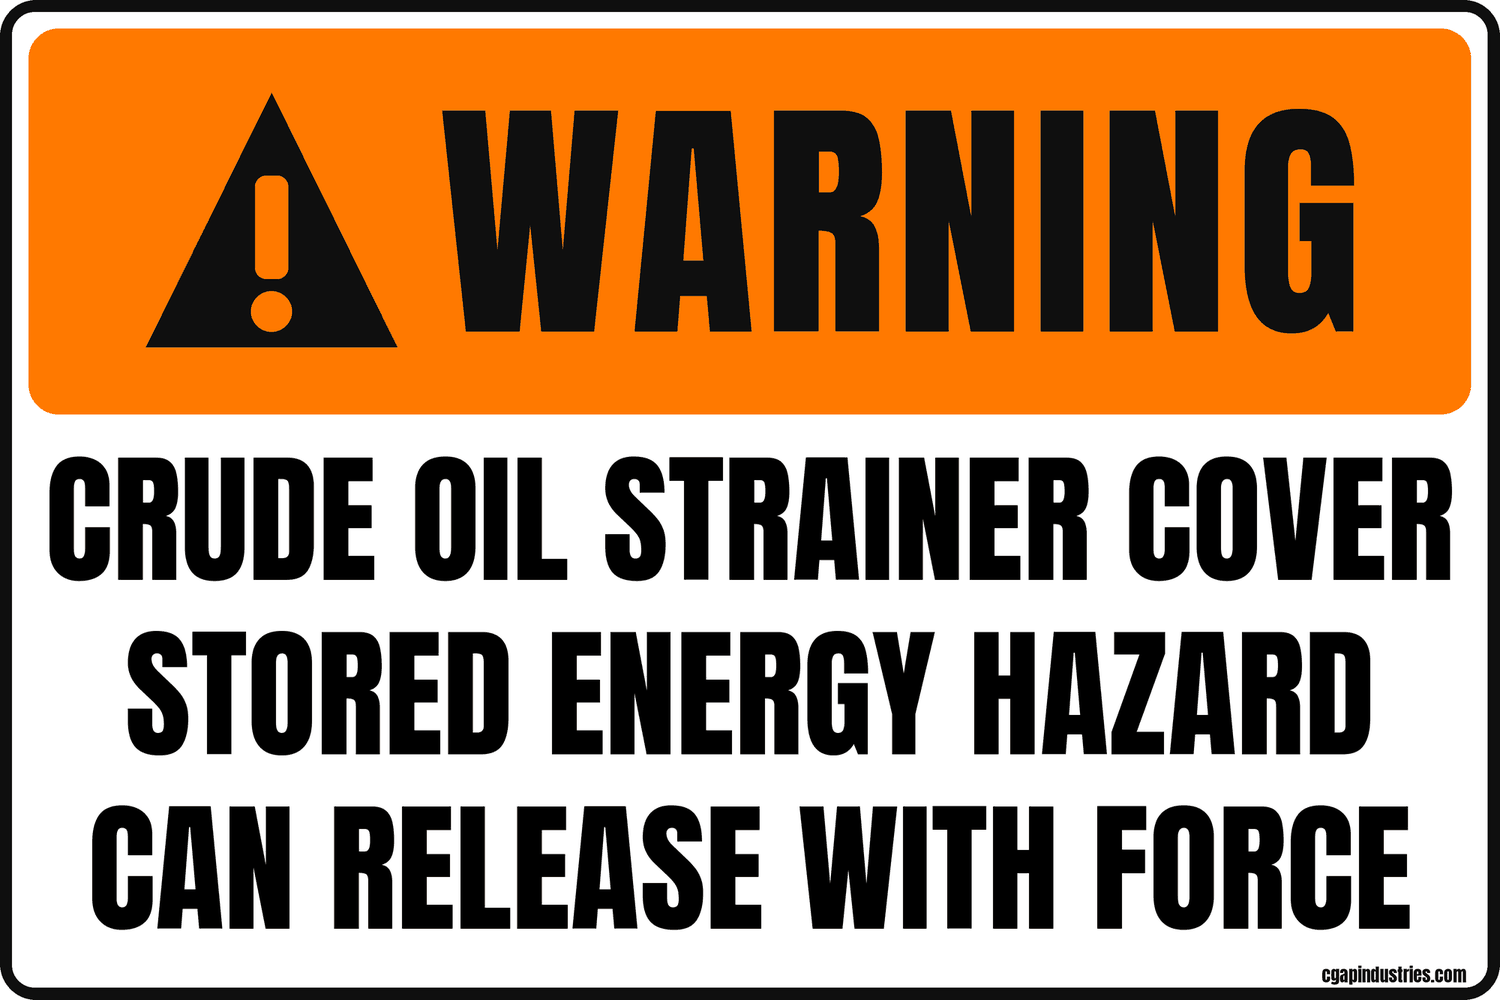 WARNING
CRUDE OIL STRAINER COVER
STORED ENERGY HAZARD
CAN RELEASE WITH FORCE
cgapindustries.com